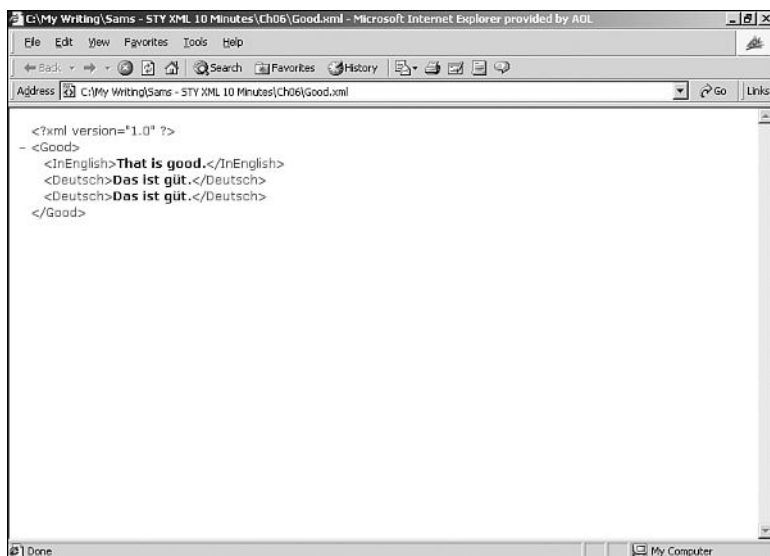 C:\My Writing\Sams - STY XML 10 Minutes\Ch06\Good.xml - Microsoft Internet Explorer provided by AOL
File Edit View Favorites Tools Help
Back Search Favorites History
Address C:\My Writing\Sams - STY XML 10 Minutes\Ch06\Good.xml Go Links
<?xml version="1.0" ?>
- <Good>
<InEnglish>That is good.</InEnglish>
<Deutsch>Das ist güt.</Deutsch>
<Deutsch>Das ist güt.</Deutsch>
</Good>
Done My Computer